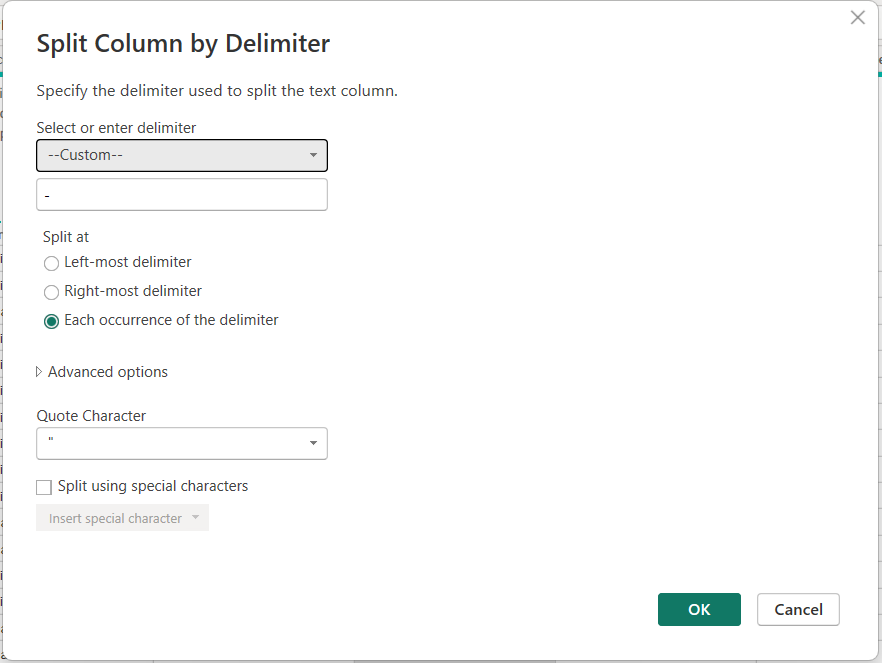 Split Column by Delimiter
Specify the delimiter used to split the text column.
Select or enter delimiter
--Custom--
-
Split at
Left-most delimiter
Right-most delimiter
Each occurrence of the delimiter
Advanced options
Quote Character
"
Split using special characters
Insert special character
OK Cancel